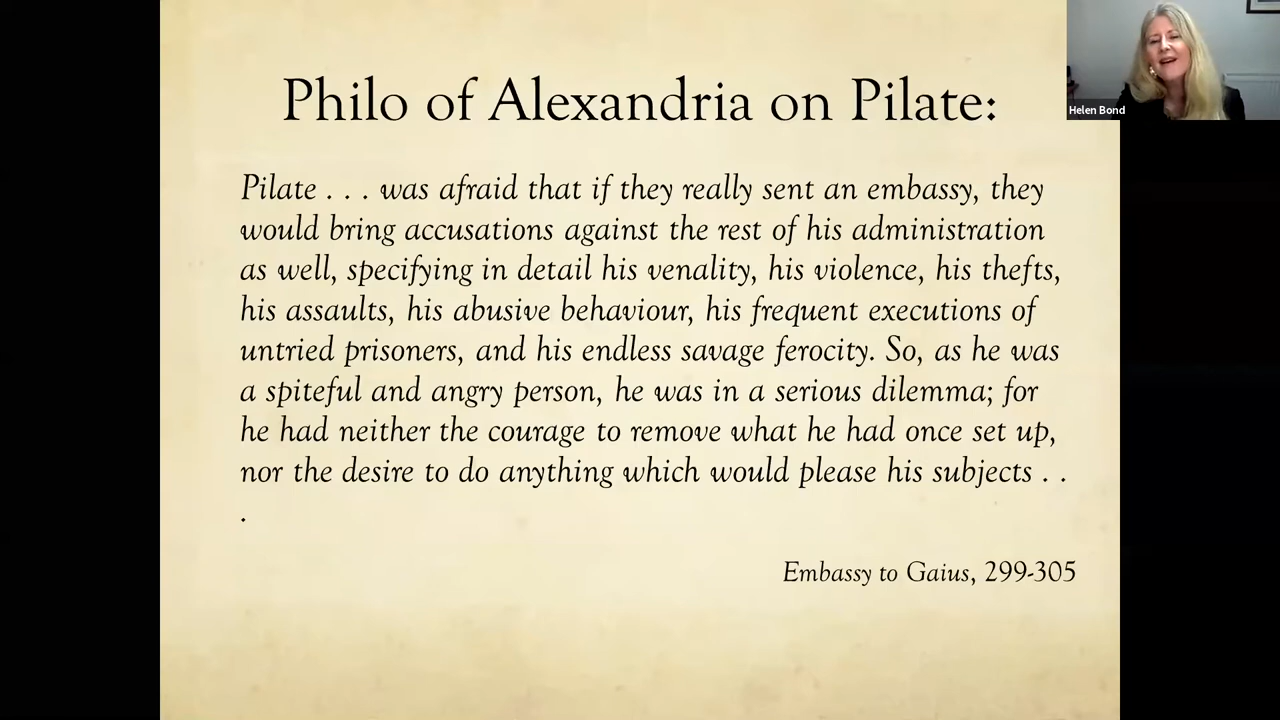 Philo of Alexandria on Pilate:
Helen Bond
Pilate . . . was afraid that if they really sent an embassy, they
would bring accusations against the rest of his administration
as well, specifying in detail his venality, his violence, his thefts,
his assaults, his abusive behaviour, his frequent executions of
untried prisoners, and his endless savage ferocity. So, as he was
a spiteful and angry person, he was in a serious dilemma; for
he had neither the courage to remove what he had once set up,
nor the desire to do anything which would please his subjects . .
.
Embassy to Gaius, 299-305